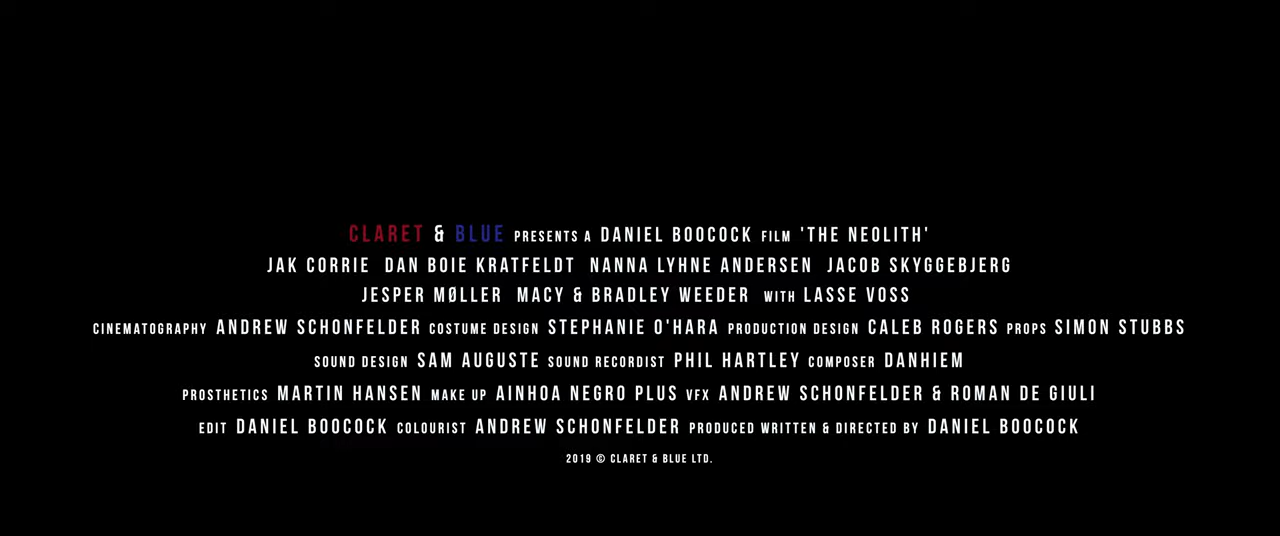 CLARET & BLUE PRESENTS A DANIEL BOOCOCK FILM 'THE NEOLITH'
JAK CORRIE DAN BOIE KRATFELDT NANNA LYHNE ANDERSEN JACOB SKYGGEBJERG
JESPER MØLLER MACY & BRADLEY WEEDER WITH LASSE VOSS
CINEMATOGRAPHY ANDREW SCHONFELDER COSTUME DESIGN STEPHANIE O'HARA PRODUCTION DESIGN CALEB ROGERS PROPS SIMON STUBBS
SOUND DESIGN SAM AUGUSTE SOUND RECORDIST PHIL HARTLEY COMPOSER DANHIEM
PROSTHETICS MARTIN HANSEN MAKE UP AINHOA NEGRO PLUS VFX ANDREW SCHONFELDER & ROMAN DE GIULI
EDIT DANIEL BOOCOCK COLOURIST ANDREW SCHONFELDER PRODUCED WRITTEN & DIRECTED BY DANIEL BOOCOCK
2019 © CLARET & BLUE LTD.